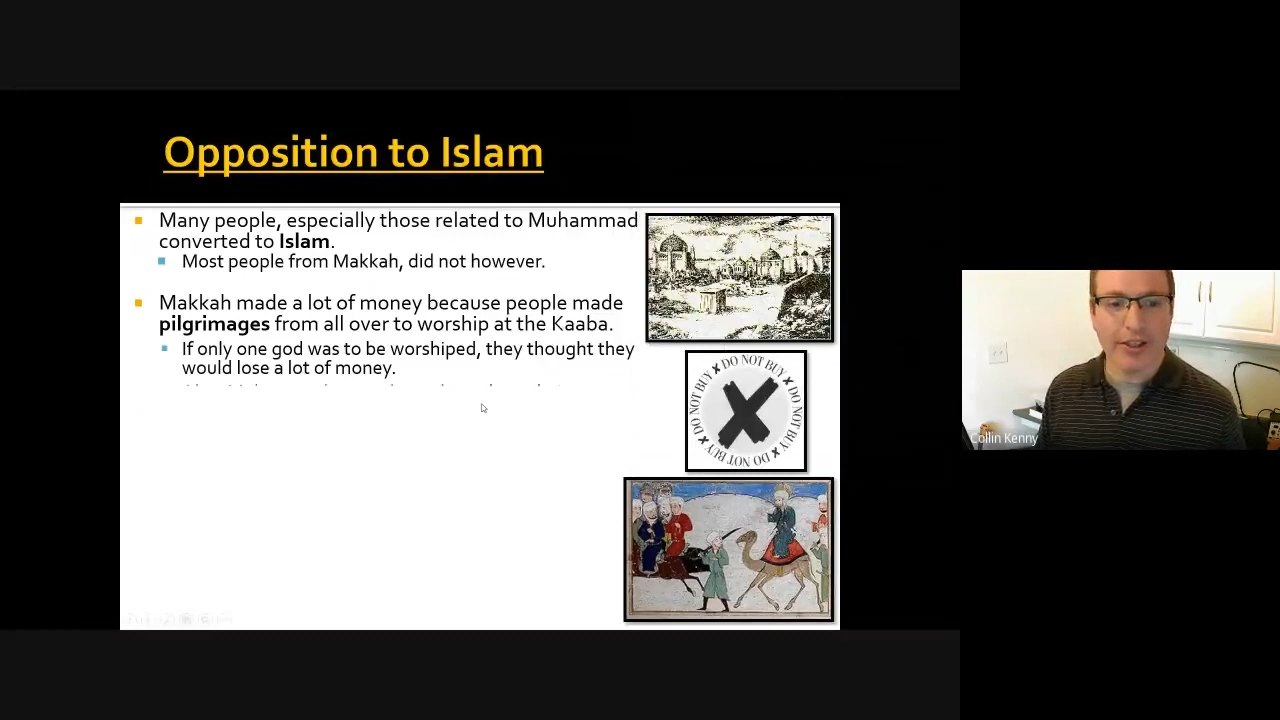 Opposition to Islam
Many people, especially those related to Muhammad
converted to Islam.
Most people from Makkah, did not however.
Makkah made a lot of money because people made
pilgrimages from all over to worship at the Kaaba.
If only one god was to be worshiped, they thought they
would lose a lot of money.
DO NOT BUY X DO NOT BUY X DO NOT BUY X DO NOT BUY X
Collin Kenny